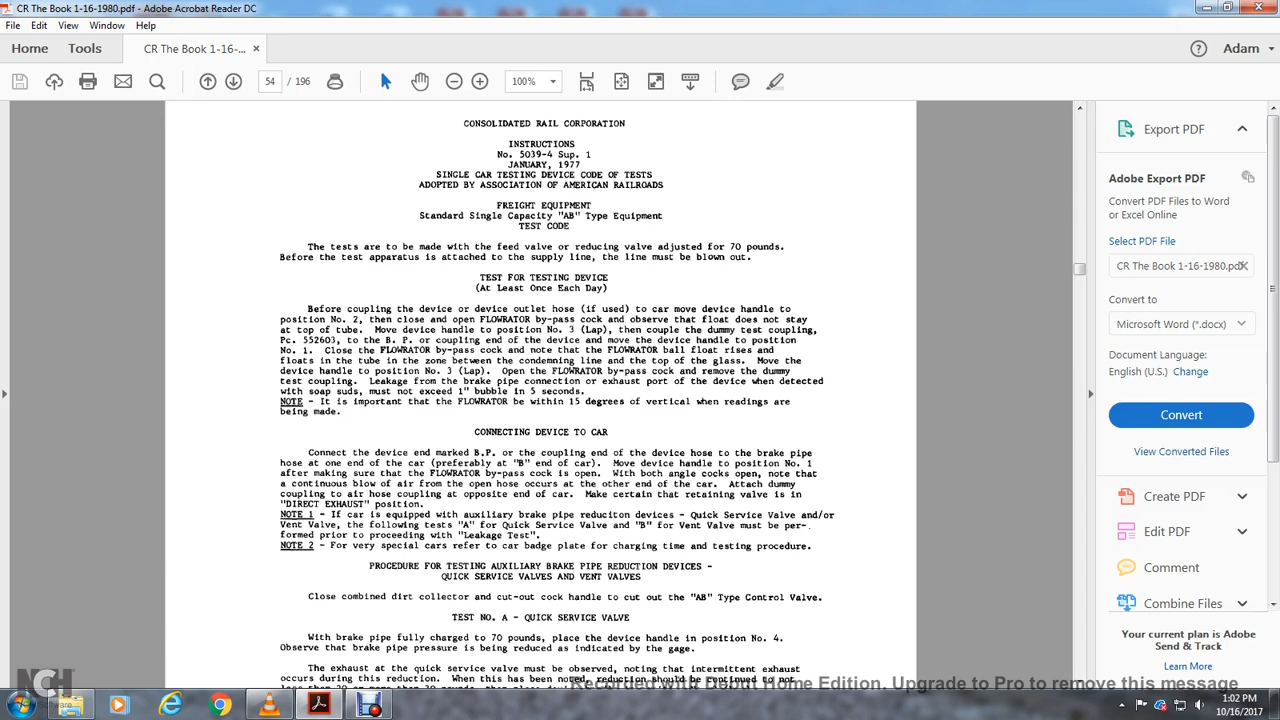 CR The Book 1-16-1980.pdf - Adobe Acrobat Reader DC
File Edit View Window Help
Home Tools CR The Book 1-16-... × Adam
54 / 196 100%
CONSOLIDATED RAIL CORPORATION
INSTRUCTIONS
No. 5039-4 Sup. 1
JANUARY, 1977
SINGLE CAR TESTING DEVICE CODE OF TESTS
ADOPTED BY ASSOCIATION OF AMERICAN RAILROADS
FREIGHT EQUIPMENT
Standard Single Capacity "AB" Type Equipment
TEST CODE
The tests are to be made with the feed valve or reducing valve adjusted for 70 pounds.
Before the test apparatus is attached to the supply line, the line must be blown out.
TEST FOR TESTING DEVICE
(At Least Once Each Day)
Before coupling the device or device outlet hose (if used) to car move device handle to
position No. 2, then close and open FLOWRATOR by-pass cock and observe that float does not stay
at top of tube. Move device handle to position No. 3 (Lap), then couple the dummy test coupling,
Pc. 552603, to the B. P. or coupling end of the device and move the device handle to position
No. 1. Close the FLOWRATOR by-pass cock and note that the FLOWRATOR ball float rises and
floats in the tube in the zone between the condemning line and the top of the glass. Move the
device handle to position No. 3 (Lap). Open the FLOWRATOR by-pass cock and remove the dummy
test coupling. Leakage from the brake pipe connection or exhaust port of the device when detected
with soap suds, must not exceed 1" bubble in 5 seconds.
NOTE - It is important that the FLOWRATOR be within 15 degrees of vertical when readings are
being made.
CONNECTING DEVICE TO CAR
Connect the device end marked B.P. or the coupling end of the device hose to the brake pipe
hose at one end of the car (preferably at "B" end of car). Move device handle to position No. 1
after making sure that the FLOWRATOR by-pass cock is open. With both angle cocks open, note that
a continuous blow of air from the open hose occurs at the other end of the car. Attach dummy
coupling to air hose coupling at opposite end of car. Make certain that retaining valve is in
"DIRECT EXHAUST" position.
NOTE 1 - If car is equipped with auxiliary brake pipe reduciton devices - Quick Service Valve and/or
Vent Valve, the following tests "A" for Quick Service Valve and "B" for Vent Valve must be per-
formed prior to proceeding with "Leakage Test".
NOTE 2 - For very special cars refer to car badge plate for charging time and testing procedure.
PROCEDURE FOR TESTING AUXILIARY BRAKE PIPE REDUCTION DEVICES -
QUICK SERVICE VALVES AND VENT VALVES
Close combined dirt collector and cut-out cock handle to cut out the "AB" Type Control Valve.
TEST NO. A - QUICK SERVICE VALVE
With brake pipe fully charged to 70 pounds, place the device handle in position No. 4.
Observe that brake pipe pressure is being reduced as indicated by the gage.
The exhaust at the quick service valve must be observed, noting that intermittent exhaust
occurs during this reduction. When this has been noted, reduction should be continued to not
Export PDF
Adobe Export PDF
Convert PDF Files to Word
or Excel Online
Select PDF File
CR The Book 1-16-1980.pdf
Convert to
Microsoft Word (*.docx)
Document Language:
English (U.S.) Change
Convert
View Converted Files
Create PDF
Edit PDF
Comment
Combine Files
Your current plan is Adobe
Send & Track
Learn More
NCH
Software
Recorded with Debut Home Edition. Upgrade to Pro to remove this message
1:02 PM
10/16/2017